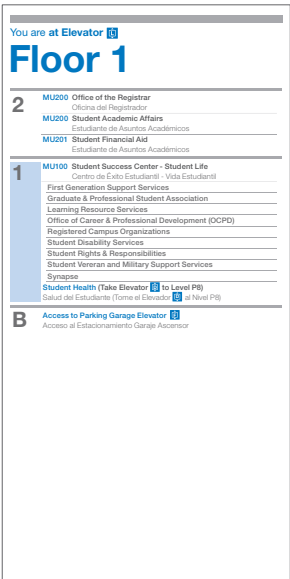 You are at Elevator
Floor 1
2
MU200 Office of the Registrar
Oficina del Registrador
MU200 Student Academic Affairs
Estudiante de Asuntos Académicos
MU201 Student Financial Aid
Estudiante de Asuntos Académicos
1
MU100 Student Success Center - Student Life
Centro de Éxito Estudiantil - Vida Estudiantil
First Generation Support Services
Graduate & Professional Student Association
Learning Resource Services
Office of Career & Professional Development (OCPD)
Registered Campus Organizations
Student Disability Services
Student Rights & Responsibilities
Student Vereran and Military Support Services
Synapse
Student Health (Take Elevator to Level P8)
Salud del Estudiante (Tome el Elevador al Nivel P8)
B
Access to Parking Garage Elevator
Acceso al Estacionamiento Garaje Ascensor